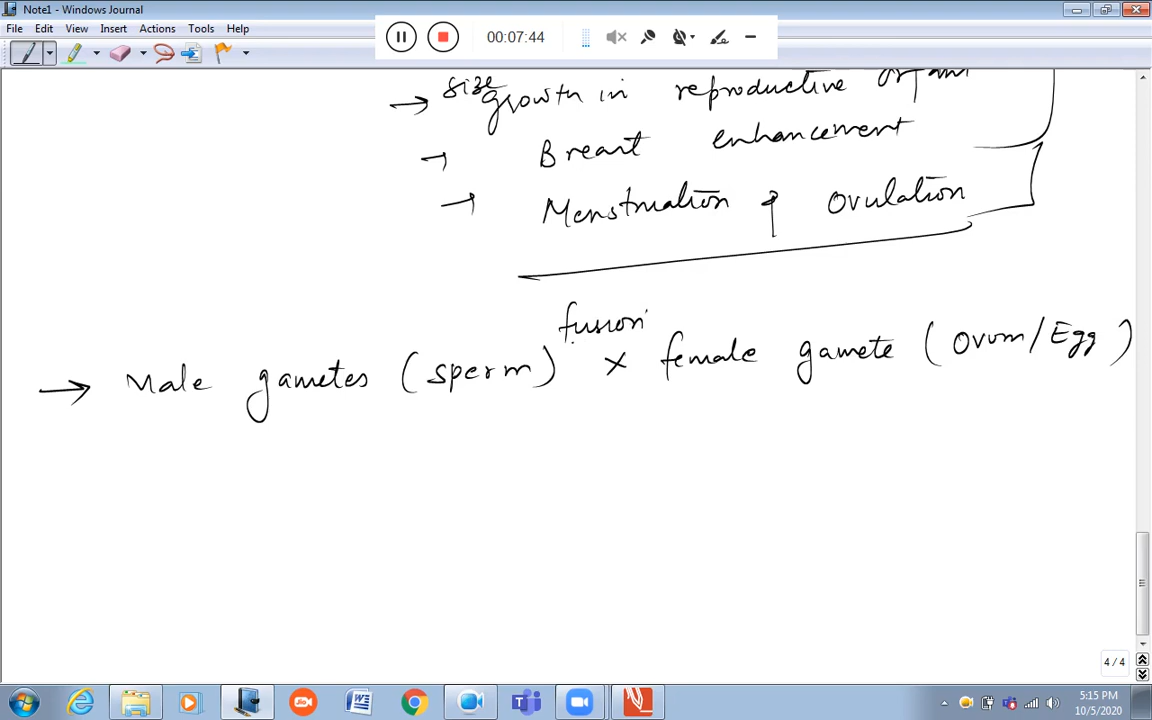 Note1 - Windows Journal
File Edit View Insert Actions Tools Help
00:07:44
→ size growth in reproductive organs
→ Breast enhancement
→ Menstruation & Ovulation
fusion
→ Male gametes (sperm) × female gamete (Ovum/Egg)
4 / 4
5:15 PM
10/5/2020